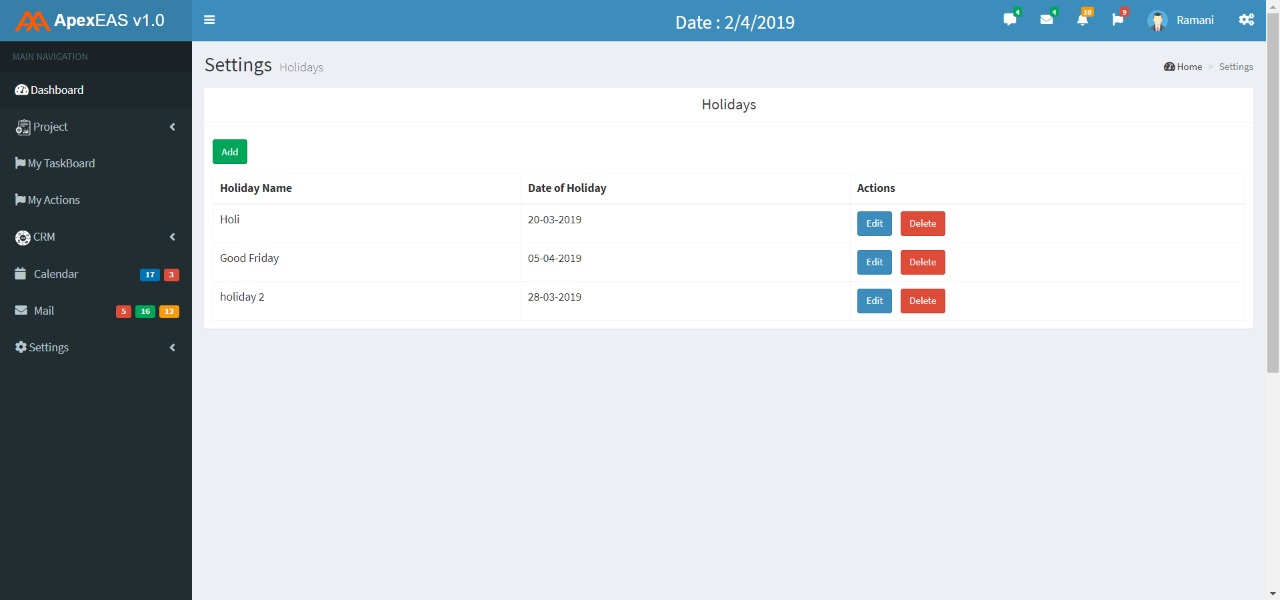 ApexEAS v1.0
Date : 2/4/2019
4
4
10
9
Ramani
MAIN NAVIGATION
Dashboard
Project
My TaskBoard
My Actions
CRM
Calendar 17 3
Mail 5 16 12
Settings
Settings Holidays
Home > Settings
Holidays
Add
Holiday Name Date of Holiday Actions
Holi 20-03-2019 Edit Delete
Good Friday 05-04-2019 Edit Delete
holiday 2 28-03-2019 Edit Delete